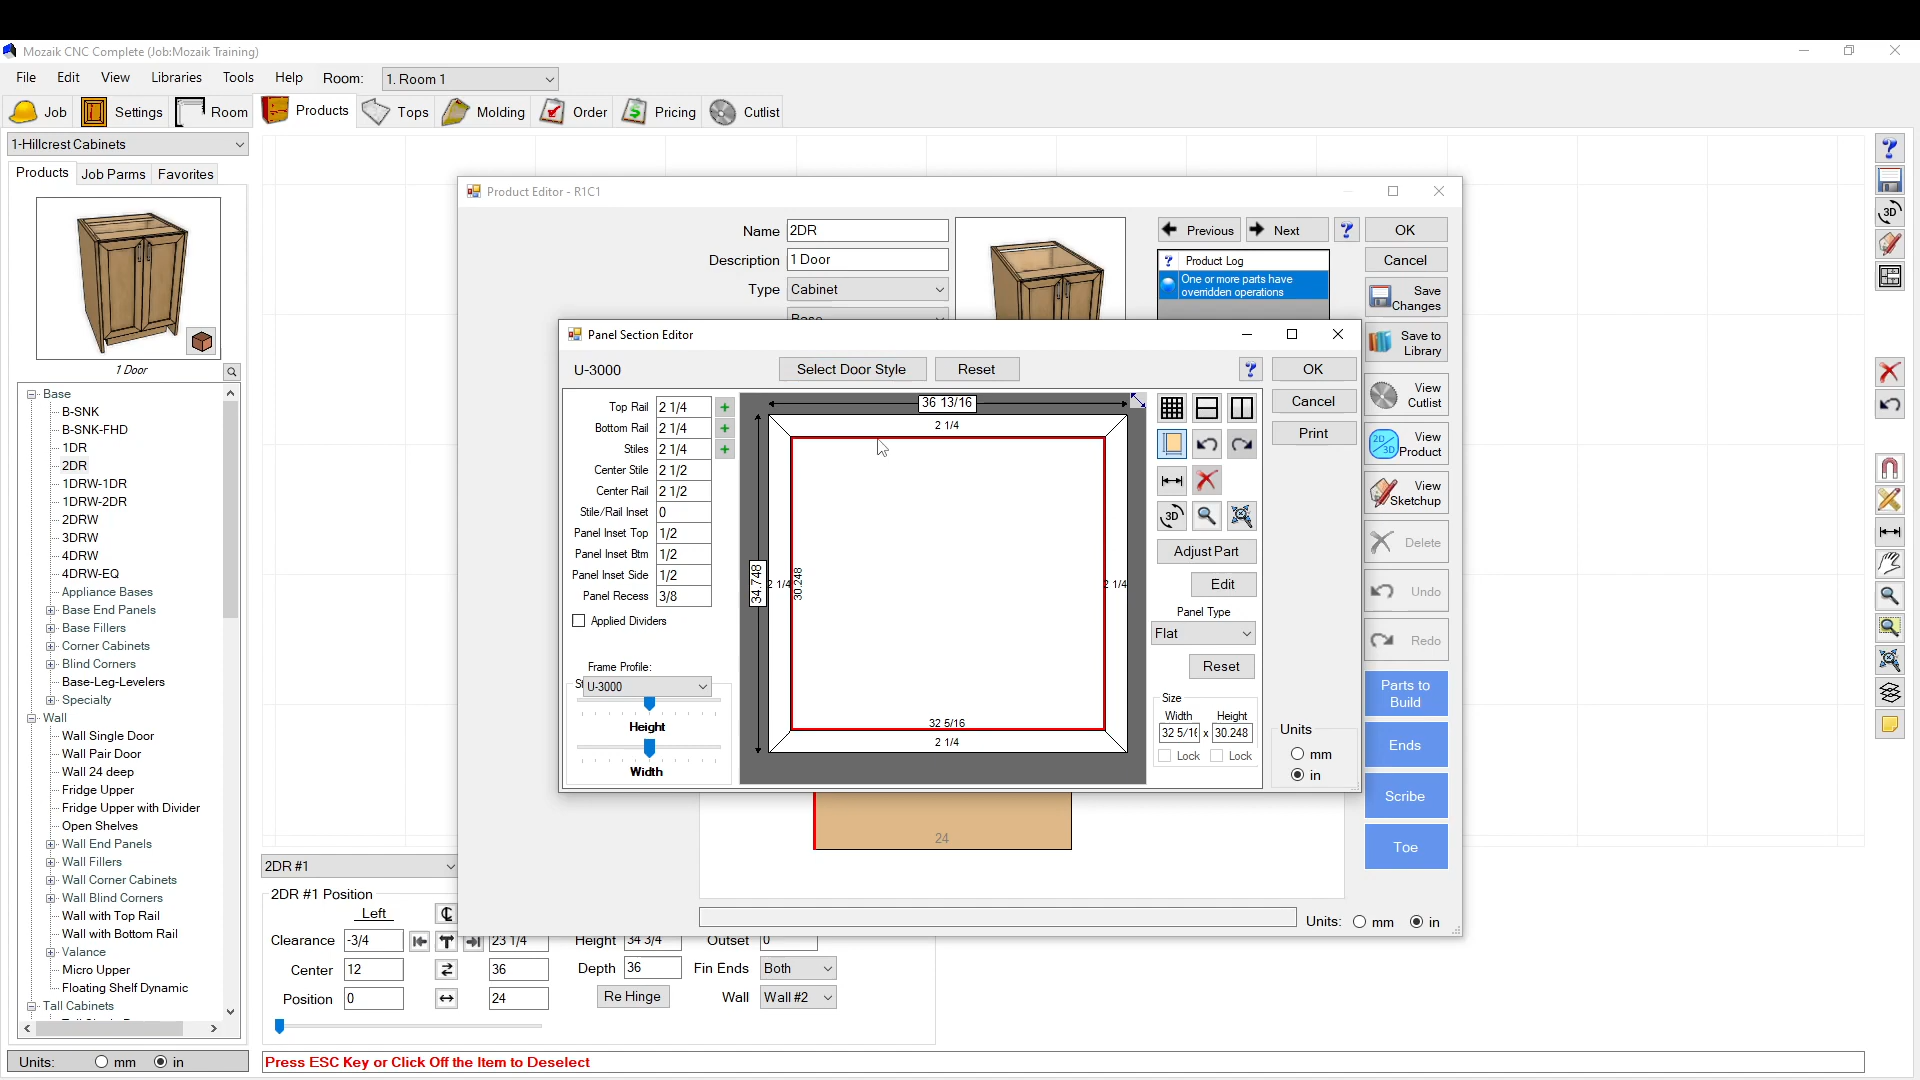 Mozaik CNC Complete (Job:Mozaik Training)
File Edit View Libraries Tools Help Room: 1. Room 1
Job Settings Room Products Tops Molding Order Pricing Cutlist
1-Hillcrest Cabinets
Products Job Parms Favorites
1 Door
Base
B-SNK
B-SNK-FHD
1DR
2DR
1DRW-1DR
1DRW-2DR
2DRW
3DRW
4DRW
4DRW-EQ
Appliance Bases
Base End Panels
Base Fillers
Corner Cabinets
Blind Corners
Base-Leg-Levelers
Specialty
Wall
Wall Single Door
Wall Pair Door
Wall 24 deep
Fridge Upper
Fridge Upper with Divider
Open Shelves
Wall End Panels
Wall Fillers
Wall Corner Cabinets
Wall Blind Corners
Wall with Top Rail
Wall with Bottom Rail
Valance
Micro Upper
Floating Shelf Dynamic
Tall Cabinets
Units: mm in
Product Editor - R1C1
Name 2DR
Description 1 Door
Type Cabinet
Base
Previous Next ? OK
? Product Log
One or more parts have
overridden operations
Cancel
Save
Changes
Save to
Library
View
Cutlist
2D/3D View
Product
View
Sketchup
Delete
Undo
Redo
Parts to
Build
Ends
Scribe
Toe
Panel Section Editor
U-3000 Select Door Style Reset ? OK
Cancel
Print
Top Rail 2 1/4
Bottom Rail 2 1/4
Stiles 2 1/4
Center Stile 2 1/2
Center Rail 2 1/2
Stile/Rail Inset 0
Panel Inset Top 1/2
Panel Inset Btm 1/2
Panel Inset Side 1/2
Panel Recess 3/8
Applied Dividers
Frame Profile:
U-3000
Height
Width
36 13/16
2 1/4
34.748
2 1/4
30.248
2 1/4
32 5/16
2 1/4
3D
Adjust Part
Edit
Panel Type
Flat
Reset
Size
Width Height
32 5/16 x 30.248
Lock Lock
Units
mm
in
24
Units: mm in
2DR #1
2DR #1 Position
Left
Clearance -3/4 23 1/4 Height 34 3/4 Outset 0
Center 12 36 Depth 36 Fin Ends Both
Position 0 24 Re Hinge Wall Wall #2
Press ESC Key or Click Off the Item to Deselect
?
3D